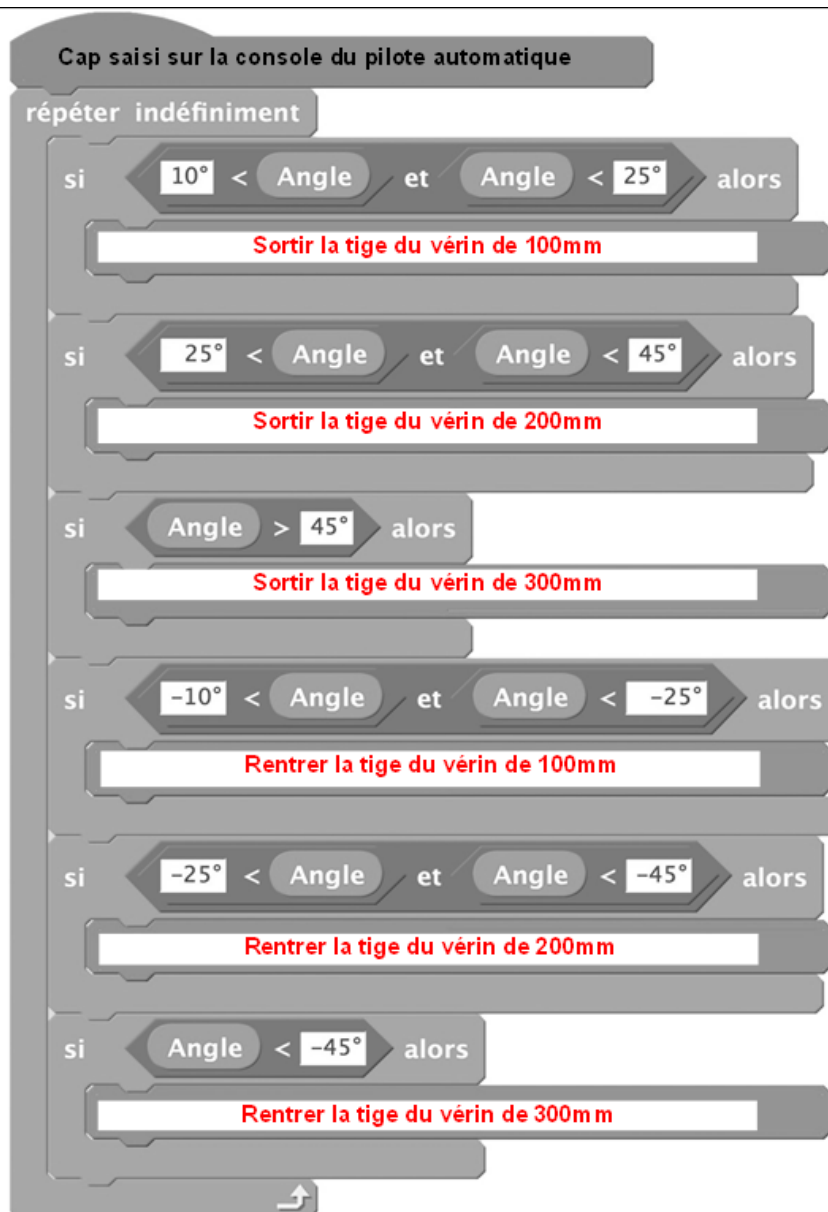 Cap saisi sur la console du pilote automatique
répéter indéfiniment
si 10° < Angle et Angle < 25° alors
Sortir la tige du vérin de 100mm
si 25° < Angle et Angle < 45° alors
Sortir la tige du vérin de 200mm
si Angle > 45° alors
Sortir la tige du vérin de 300mm
si -10° < Angle et Angle < -25° alors
Rentrer la tige du vérin de 100mm
si -25° < Angle et Angle < -45° alors
Rentrer la tige du vérin de 200mm
si Angle < -45° alors
Rentrer la tige du vérin de 300mm